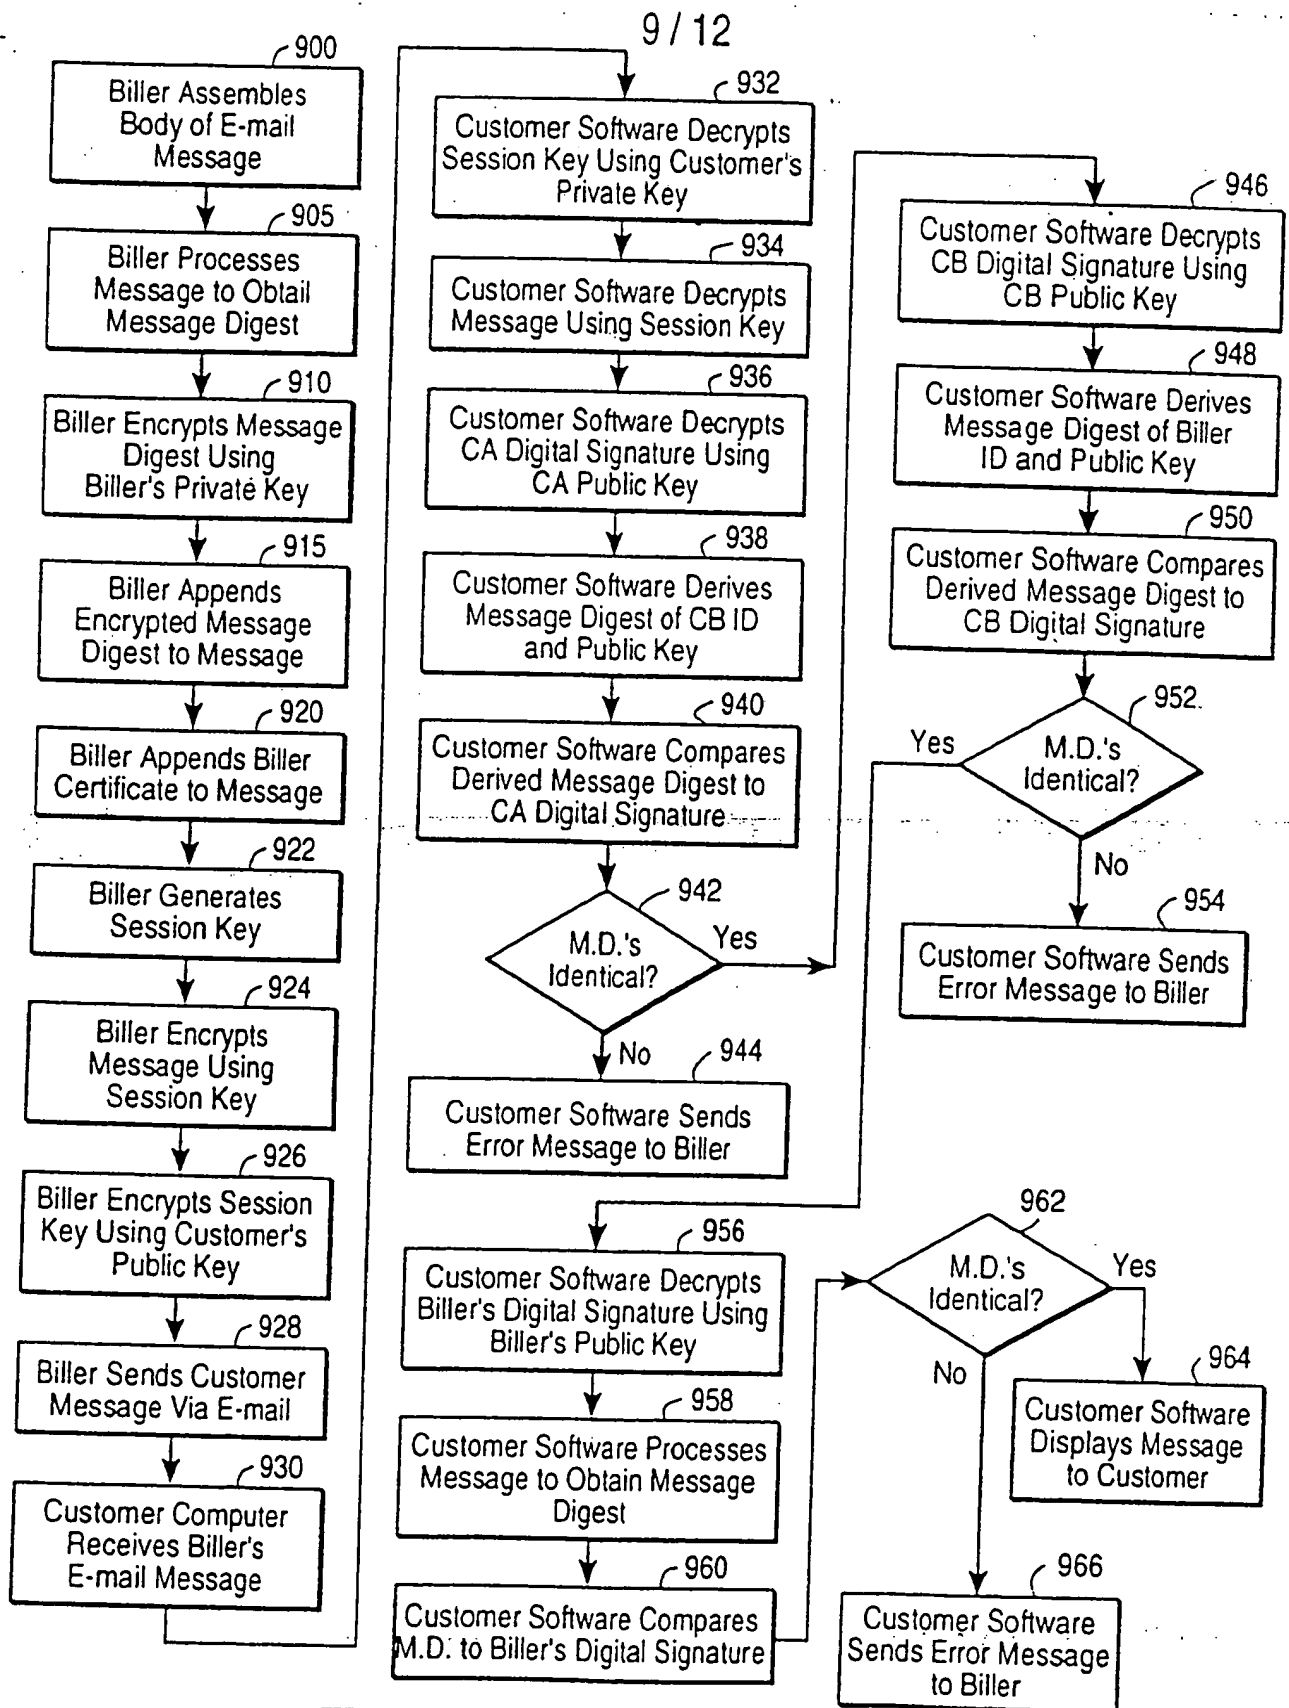 9 / 12
900
Biller Assembles
Body of E-mail
Message
905
Biller Processes
Message to Obtail
Message Digest
910
Biller Encrypts Message
Digest Using
Biller's Private Key
915
Biller Appends
Encrypted Message
Digest to Message
920
Biller Appends Biller
Certificate to Message
922
Biller Generates
Session Key
924
Biller Encrypts
Message Using
Session Key
926
Biller Encrypts Session
Key Using Customer's
Public Key
928
Biller Sends Customer
Message Via E-mail
930
Customer Computer
Receives Biller's
E-mail Message
932
Customer Software Decrypts
Session Key Using Customer's
Private Key
934
Customer Software Decrypts
Message Using Session Key
936
Customer Software Decrypts
CA Digital Signature Using
CA Public Key
938
Customer Software Derives
Message Digest of CB ID
and Public Key
940
Customer Software Compares
Derived Message Digest to
CA Digital Signature
942
M.D.'s
Identical?
Yes
No
944
Customer Software Sends
Error Message to Biller
946
Customer Software Decrypts
CB Digital Signature Using
CB Public Key
948
Customer Software Derives
Message Digest of Biller
ID and Public Key
950
Customer Software Compares
Derived Message Digest to
CB Digital Signature
952
M.D.'s
Identical?
Yes
No
954
Customer Software Sends
Error Message to Biller
956
Customer Software Decrypts
Biller's Digital Signature Using
Biller's Public Key
958
Customer Software Processes
Message to Obtain Message
Digest
960
Customer Software Compares
M.D. to Biller's Digital Signature
962
M.D.'s
Identical?
Yes
No
964
Customer Software
Displays Message
to Customer
966
Customer Software
Sends Error Message
to Biller